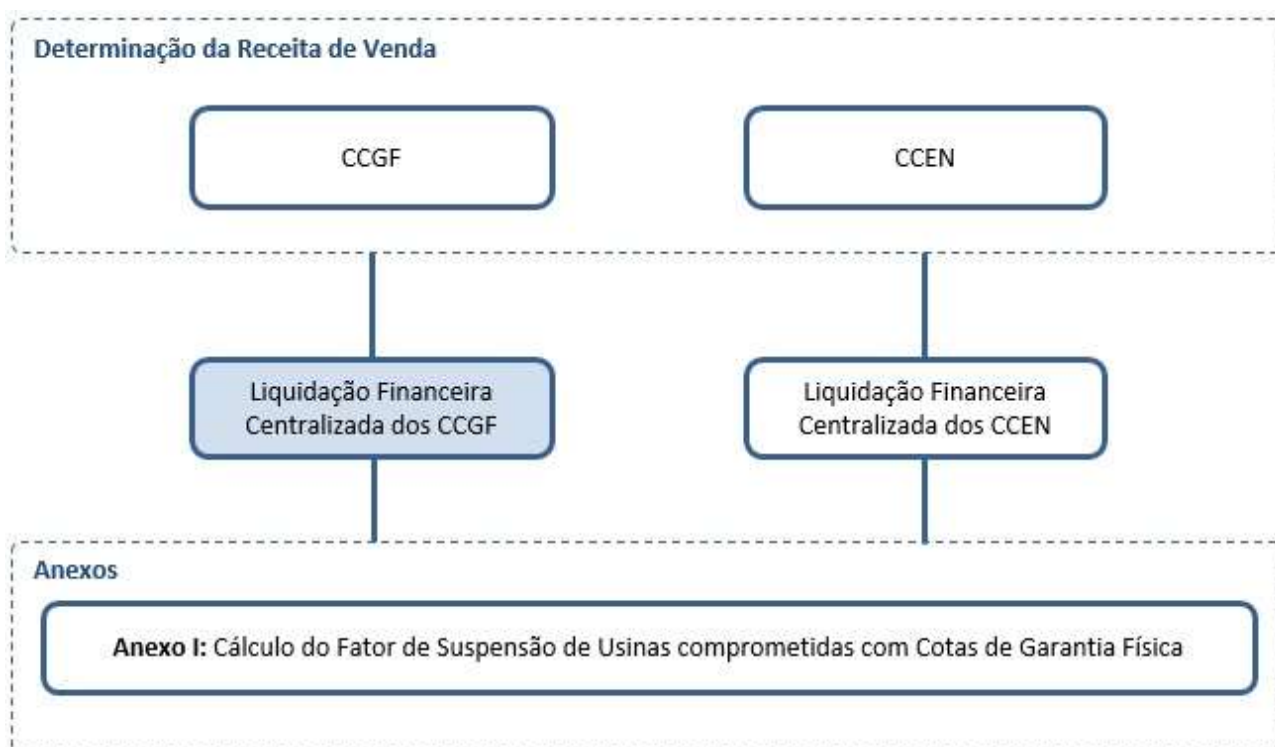 Determinação da Receita de Venda
CCGF
CCEN
Liquidação Financeira
Centralizada dos CCGF
Liquidação Financeira
Centralizada dos CCEN
Anexos
Anexo I: Cálculo do Fator de Suspensão de Usinas comprometidas com Cotas de Garantia Física